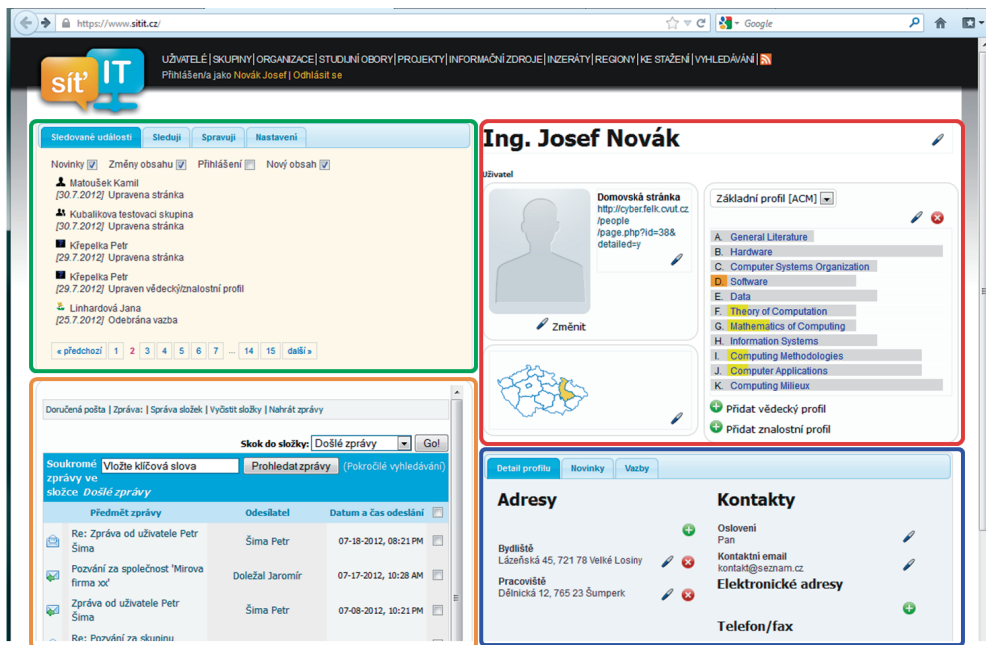 https://www.sitit.cz/
Google
síť IT
UŽIVATELÉ | SKUPINY | ORGANIZACE | STUDIJNÍ OBORY | PROJEKTY | INFORMAČNÍ ZDROJE | INZERÁTY | REGIONY | KE STAŽENÍ | VYHLEDÁVÁNÍ |
Přihlášen/a jako Novák Josef | Odhlásit se
Sledované události Sleduji Spravuji Nastavení
Novinky Změny obsahu Přihlášení Nový obsah
Matoušek Kamil
[30.7.2012] Upravena stránka
Kubalikova testovaci skupina
[30.7.2012] Upravena stránka
Křepelka Petr
[29.7.2012] Upravena stránka
Křepelka Petr
[29.7.2012] Upraven vědecký/znalostní profil
Linhardová Jana
[25.7.2012] Odebrána vazba
« předchozí 1 2 3 4 5 6 7 ... 14 15 další »
Ing. Josef Novák
Uživatel
Domovská stránka
http://cyber.felk.cvut.cz
/people
/page.php?id=38&
detailed=y
Změnit
Základní profil [ACM]
A. General Literature
B. Hardware
C. Computer Systems Organization
D. Software
E. Data
F. Theory of Computation
G. Mathematics of Computing
H. Information Systems
I. Computing Methodologies
J. Computer Applications
K. Computing Milieux
Přidat vědecký profil
Přidat znalostní profil
Doručená pošta | Zpráva: | Správa složek | Vyčistit složky | Nahrát zprávy
Skok do složky: Došlé zprávy Go!
Soukromé zprávy ve složce Došlé zprávy
Vložte klíčová slova Prohledat zprávy (Pokročilé vyhledávání)
Předmět zprávy Odesílatel Datum a čas odeslání
Re: Zpráva od uživatele Petr
Šima
Šima Petr 07-18-2012, 08:21 PM
Pozvání za společnost 'Mirova
firma xx'
Doležal Jaromír 07-17-2012, 10:28 AM
Zpráva od uživatele Petr
Šima
Šima Petr 07-08-2012, 10:21 PM
Re: Pozvání za skupinu
Detail profilu Novinky Vazby
Adresy
Bydliště
Lázeňská 45, 721 78 Velké Losiny
Pracoviště
Dělnická 12, 765 23 Šumperk
Kontakty
Oslovení
Pan
Kontaktní email
kontakt@seznam.cz
Elektronické adresy
Telefon/fax